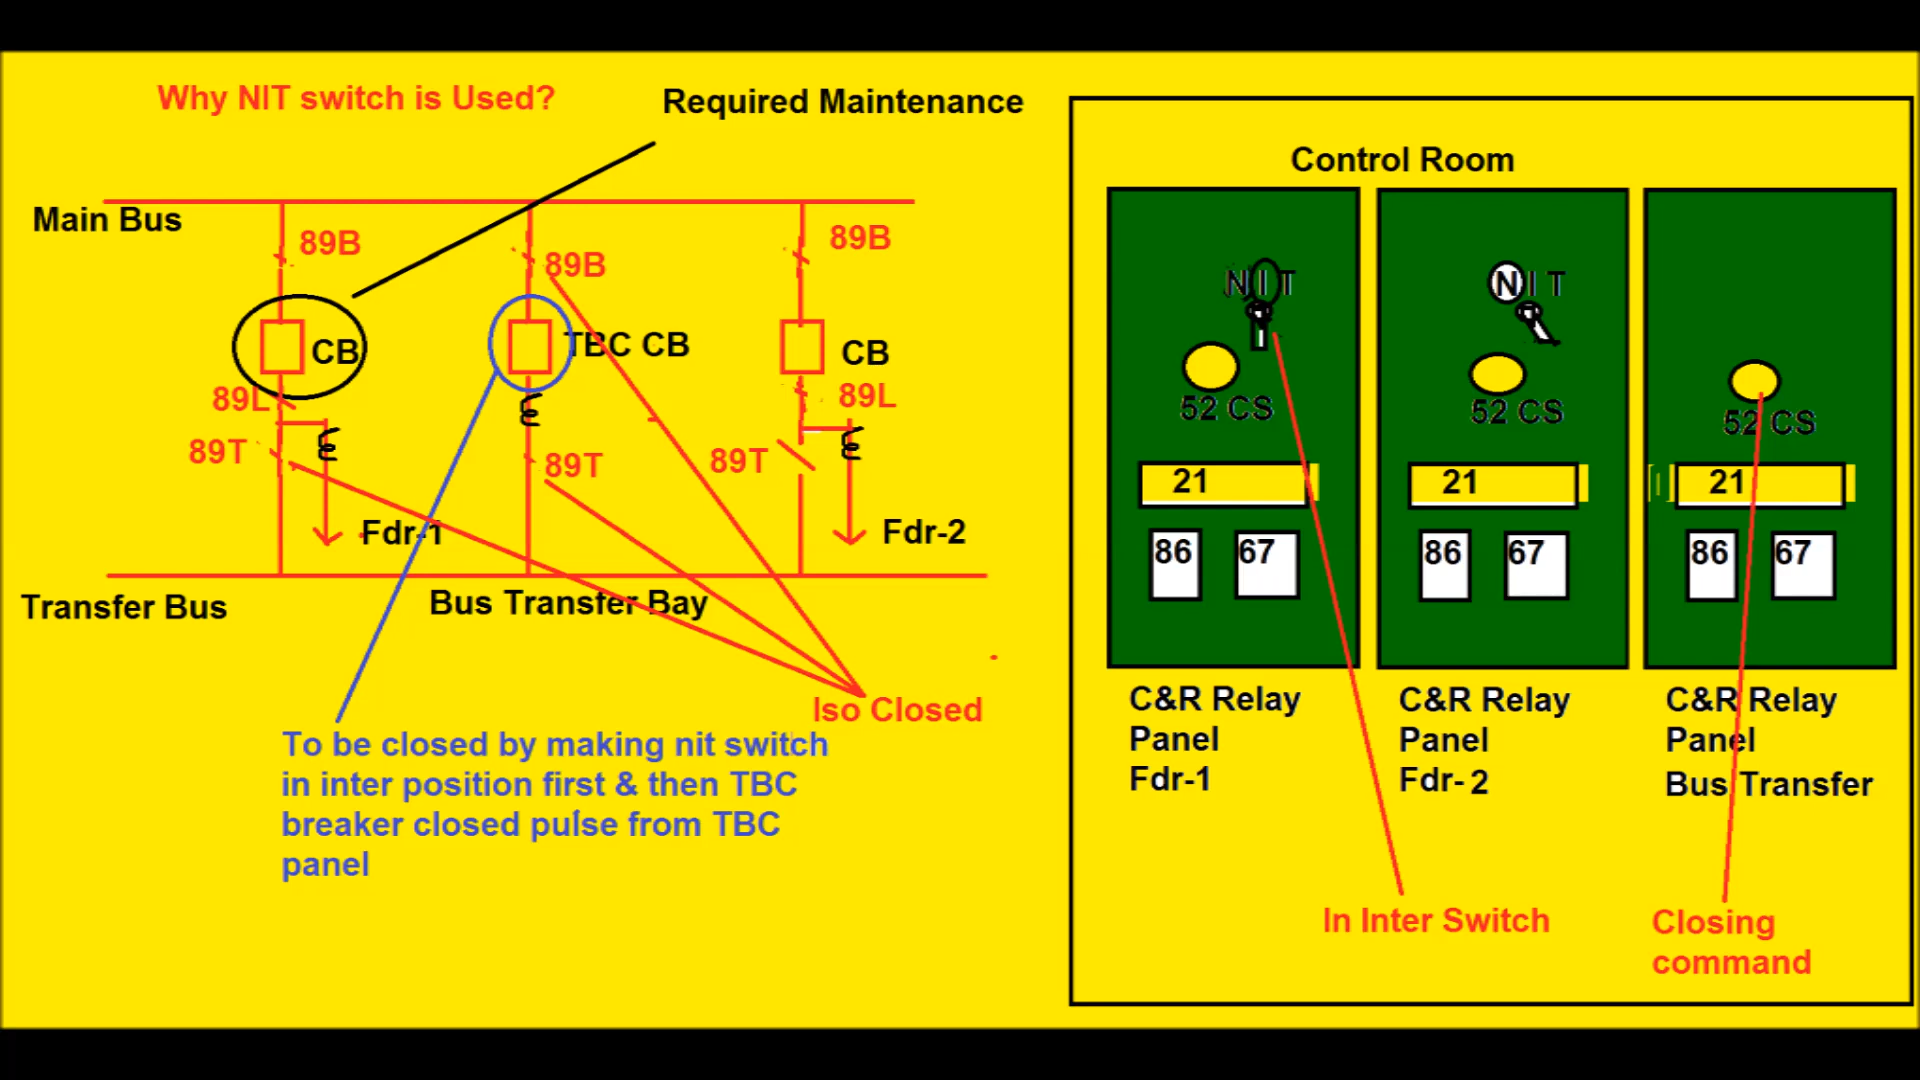 Why NIT switch is Used?
Required Maintenance
Main Bus
89B
89B
89B
CB
TBC CB
CB
89L
89L
89T
89T
89T
Fdr-1
Fdr-2
Transfer Bus
Bus Transfer Bay
Iso Closed
To be closed by making nit switch
in inter position first & then TBC
breaker closed pulse from TBC
panel
Control Room
N I T
52 CS
21
86
67
C&R Relay
Panel
Fdr-1
N I T
52 CS
21
86
67
C&R Relay
Panel
Fdr-2
52 CS
21
86
67
C&R Relay
Panel
Bus Transfer
In Inter Switch
Closing
command